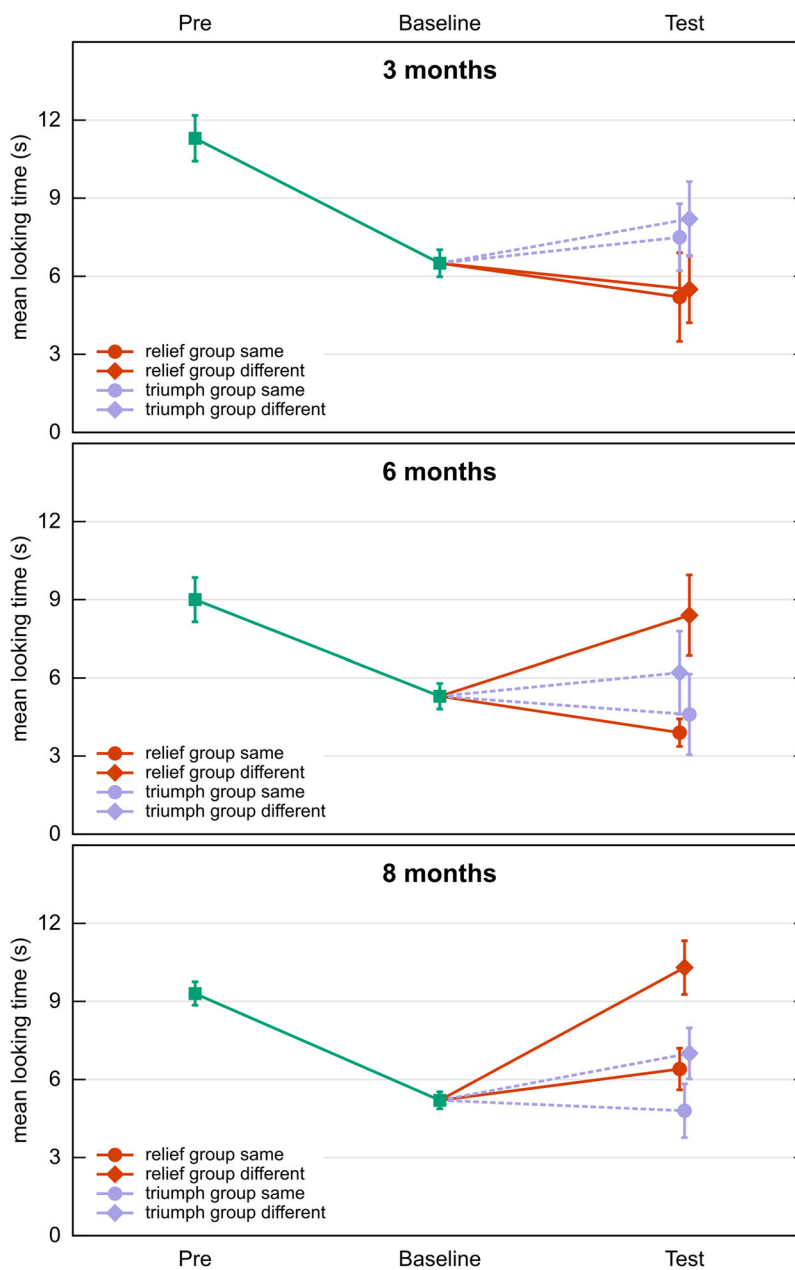 Pre Baseline Test
3 months
mean looking time (s)
12
9
6
3
0
relief group same
relief group different
triumph group same
triumph group different
6 months
mean looking time (s)
12
9
6
3
0
relief group same
relief group different
triumph group same
triumph group different
8 months
mean looking time (s)
12
9
6
3
0
relief group same
relief group different
triumph group same
triumph group different
Pre Baseline Test